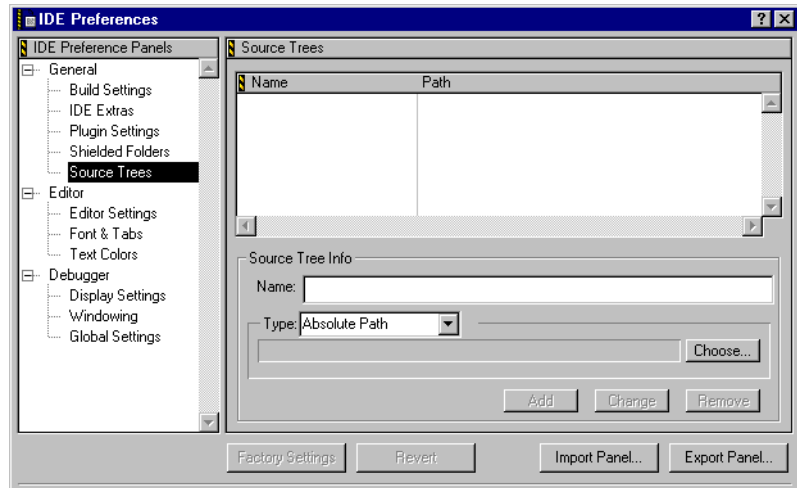 IDE Preferences
IDE Preference Panels
General
Build Settings
IDE Extras
Plugin Settings
Shielded Folders
Source Trees
Editor
Editor Settings
Font & Tabs
Text Colors
Debugger
Display Settings
Windowing
Global Settings
Source Trees
Name Path
Source Tree Info
Name:
Type: Absolute Path
Choose...
Add Change Remove
Factory Settings Revert Import Panel... Export Panel...